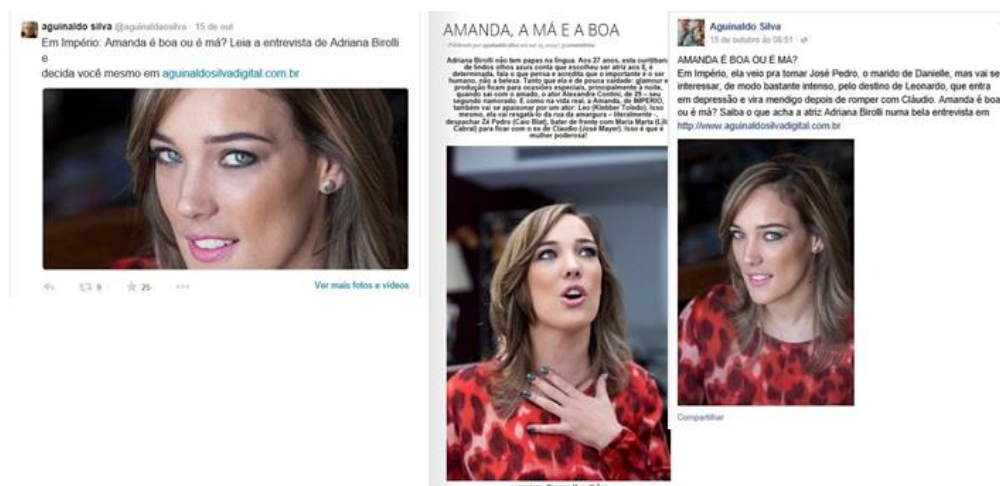 aguinaldo silva @aguinaldaosilva · 15 de out
Em Império: Amanda é boa ou é má? Leia a entrevista de Adriana Birolli
e
decida você mesmo em aguinaldosilvadigital.com.br
9
25
Ver mais fotos e vídeos
AMANDA, A MÁ E A BOA
Adriana Birolli não tem papas na língua. Aos 27 anos, esta curitibana
de lindos olhos azuis conta que escolheu ser atriz aos 8, é
determinada, fala o que pensa e acredita que o importante é o ser
humano, não a beleza. Tanto que ela é de pouca vaidade: glamour e
produção ficam para ocasiões especiais, principalmente à noite,
quando sai com o amado, o ator Alexandre Contini, de 29 – seu
segundo namorado. E como na vida real, a Amanda, de IMPÉRIO,
também vai se apaixonar por um ator: Leo (Klebber Toledo). Isso
mesmo, ela vai resgatá-lo da rua da amargura – literalmente -,
despachar Zé Pedro (Caio Blat), bater de frente com Maria Marta (Lili
Cabral) para ficar com o ex de Cláudio (José Mayer). Isso é que é
mulher poderosa!
Aguinaldo Silva
15 de outubro às 08:51
AMANDA É BOA OU É MÁ?
Em Império, ela veio pra tomar José Pedro, o marido de Danielle, mas vai se
interessar, de modo bastante intenso, pelo destino de Leonardo, que entra
em depressão e vira mendigo depois de romper com Cláudio. Amanda é boa
ou é má? Saiba o que acha a atriz Adriana Birolli numa bela entrevista em
http://www.aguinaldosilvadigital.com.br
Compartilhar